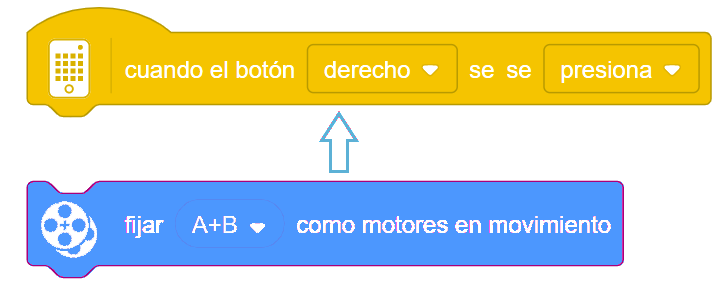 cuando el botón derecho se se presiona
fijar A+B como motores en movimiento